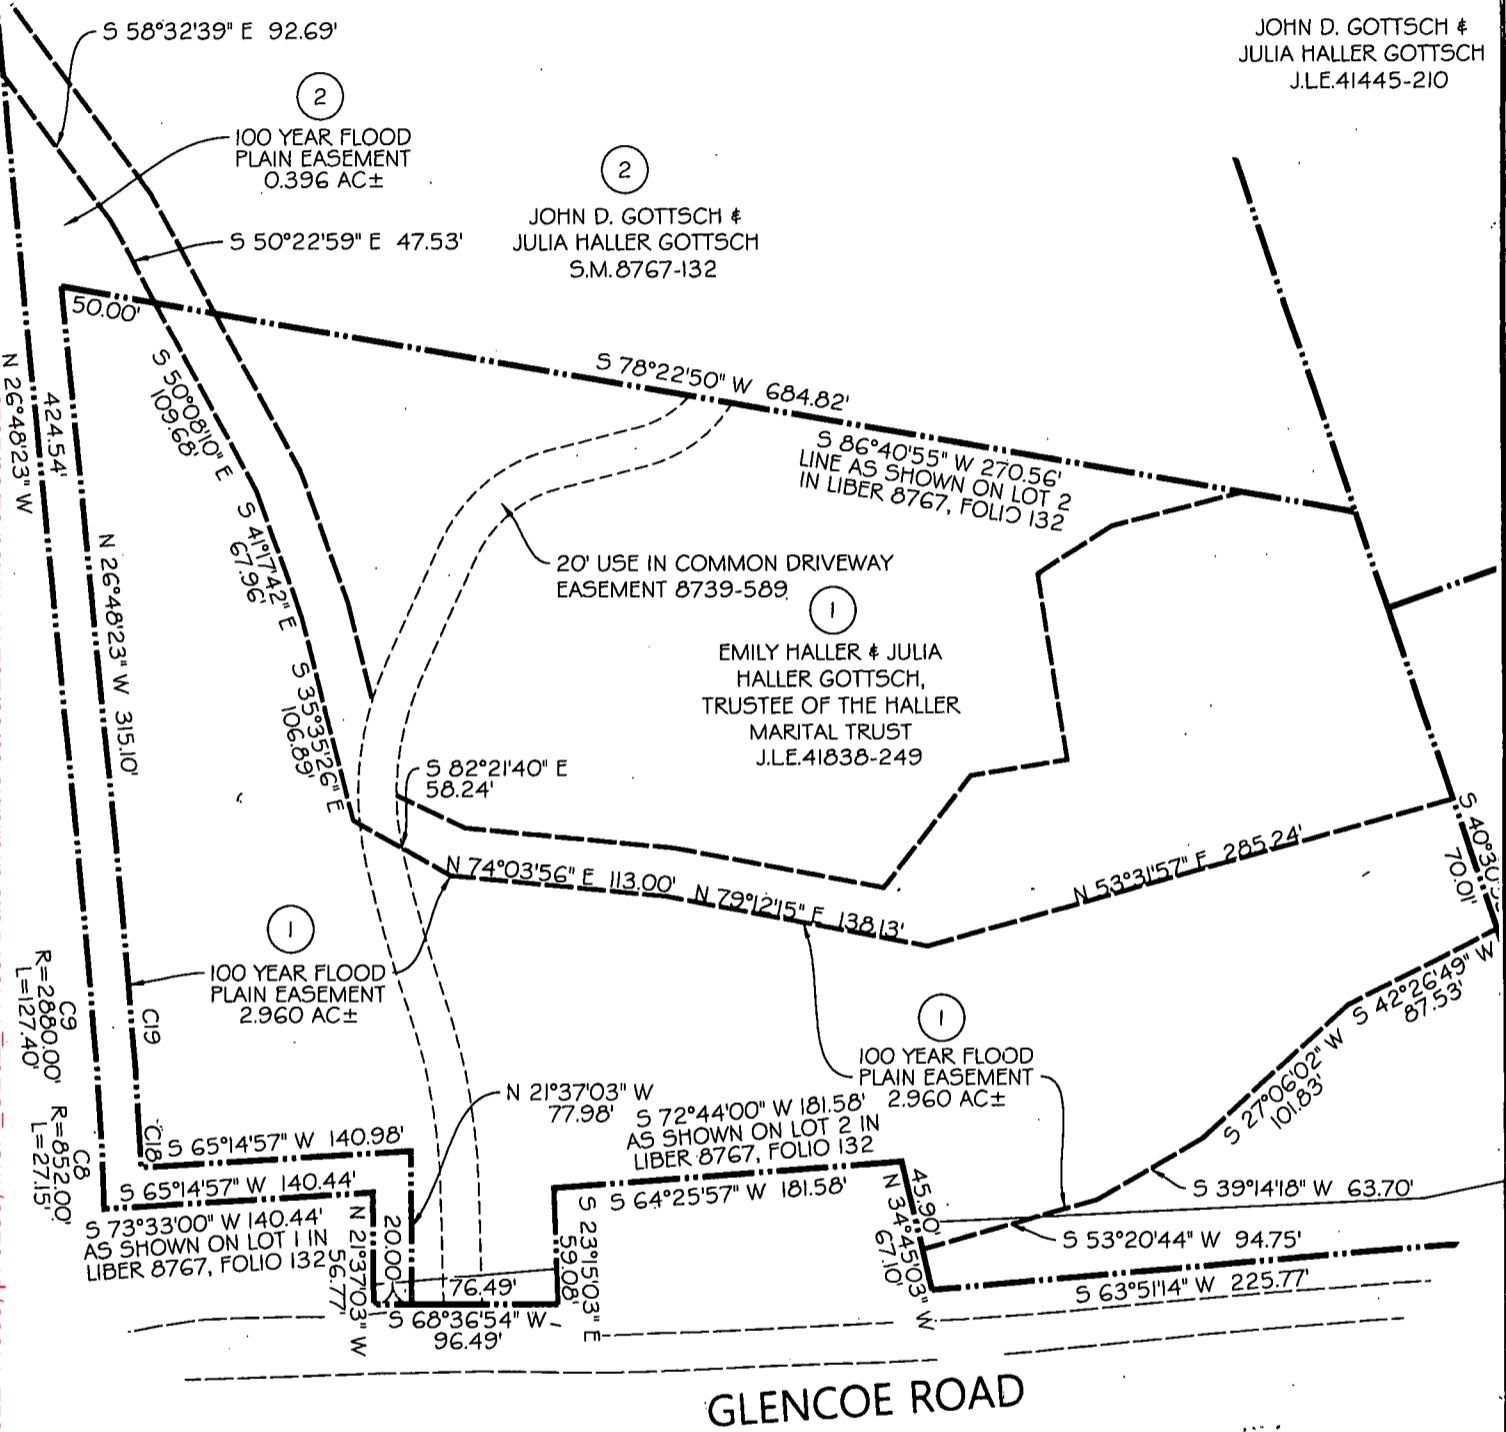 S 58°32'39" E 92.69'
JOHN D. GOTTSCH &
JULIA HALLER GOTTSCH
J.L.E.41445-210
2
100 YEAR FLOOD
PLAIN EASEMENT
0.396 AC±
2
JOHN D. GOTTSCH &
JULIA HALLER GOTTSCH
S.M.8767-132
S 50°22'59" E 47.53'
50.00'
N 26°48'23" W
424.54'
S 50°08'10" E
109.68'
S 78°22'50" W 684.82'
S 86°40'55" W 270.56'
LINE AS SHOWN ON LOT 2
IN LIBER 8767, FOLIO 132
S 41°17'42" E
67.96'
N 26°48'23" W 315.10'
20' USE IN COMMON DRIVEWAY
EASEMENT 8739-589
1
EMILY HALLER & JULIA
HALLER GOTTSCH,
TRUSTEE OF THE HALLER
MARITAL TRUST
J.L.E.41838-249
S 35°35'26" E
106.89'
S 82°21'40" E
58.24'
N 74°03'56" E 113.00'
N 79°12'15" E 138.13'
N 53°31'57" E 285.24'
S 40°30'
70.01'
1
100 YEAR FLOOD
PLAIN EASEMENT
2.960 AC±
C9
R=2880.00'
L=127.40'
C19
C8
R=852.00'
L=27.15'
C18
1
100 YEAR FLOOD
PLAIN EASEMENT
2.960 AC±
S 42°26'49" W
87.53'
S 27°06'02" W
101.83'
N 21°37'03" W
77.98'
S 72°44'00" W 181.58'
AS SHOWN ON LOT 2 IN
LIBER 8767, FOLIO 132
S 65°14'57" W 140.98'
S 65°14'57" W 140.44'
S 73°33'00" W 140.44'
AS SHOWN ON LOT 1 IN
LIBER 8767, FOLIO 132
N 21°37'03" W
56.77'
20.00'
76.49'
S 68°36'54" W
96.49'
S 23°15'03" E
59.08'
S 64°25'57" W 181.58'
45.90'
N 34°45'03" W
67.10'
S 39°14'18" W 63.70'
S 53°20'44" W 94.75'
S 63°51'14" W 225.77'
GLENCOE ROAD